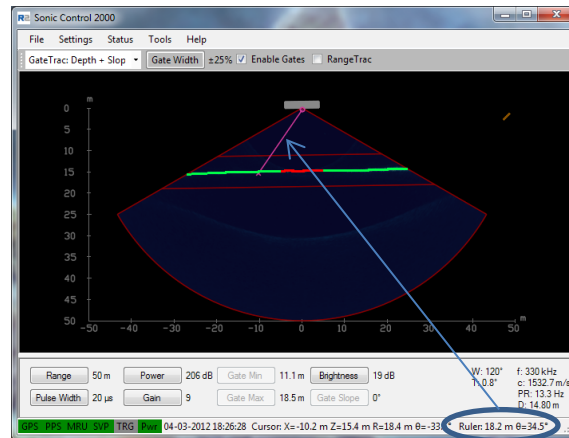 R2 Sonic Control 2000
File Settings Status Tools Help
GateTrac: Depth + Slop Gate Width ±25% Enable Gates RangeTrac
m
0
5
10
15
20
25
30
35
40
45
50
-50 -40 -30 -20 -10 0 10 20 30 40 50
m
Range 50 m Power 206 dB Gate Min 11.1 m Brightness 19 dB
Pulse Width 20 µs Gain 9 Gate Max 18.5 m Gate Slope 0°
W: 120° f: 330 kHz
T: 0.8° c: 1532.7 m/s
PR: 13.3 Hz
D: 14.80 m
GPS PPS MRU SVP TRG Pwr 04-03-2012 18:26:28 Cursor: X=-10.2 m Z=15.4 m R=18.4 m θ=-33 Ruler: 18.2 m θ=34.5°